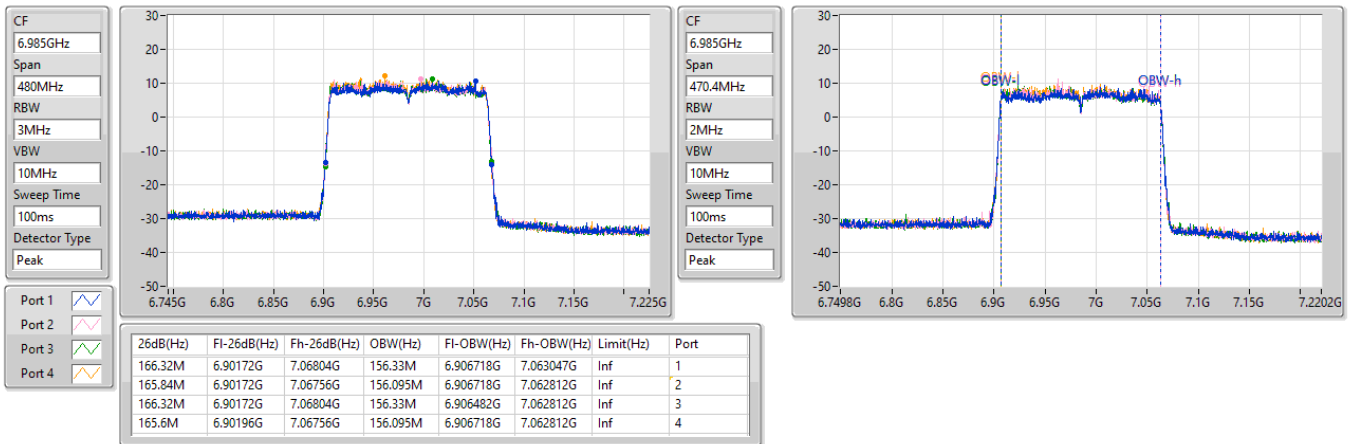 CF
6.985GHz
Span
480MHz
RBW
3MHz
VBW
10MHz
Sweep Time
100ms
Detector Type
Peak
30
20
10
0
-10
-20
-30
-40
-50
6.745G 6.8G 6.85G 6.9G 6.95G 7G 7.05G 7.1G 7.15G 7.225G
CF
6.985GHz
Span
470.4MHz
RBW
2MHz
VBW
10MHz
Sweep Time
100ms
Detector Type
Peak
30
20
10
0
-10
-20
-30
-40
-50
OBW-l OBW-h
6.7498G 6.8G 6.85G 6.9G 6.95G 7G 7.05G 7.1G 7.15G 7.2202G
Port 1
Port 2
Port 3
Port 4
26dB(Hz) Fl-26dB(Hz) Fh-26dB(Hz) OBW(Hz) Fl-OBW(Hz) Fh-OBW(Hz) Limit(Hz) Port
166.32M 6.90172G 7.06804G 156.33M 6.906718G 7.063047G Inf 1
165.84M 6.90172G 7.06756G 156.095M 6.906718G 7.062812G Inf 2
166.32M 6.90172G 7.06804G 156.33M 6.906482G 7.062812G Inf 3
165.6M 6.90196G 7.06756G 156.095M 6.906718G 7.062812G Inf 4